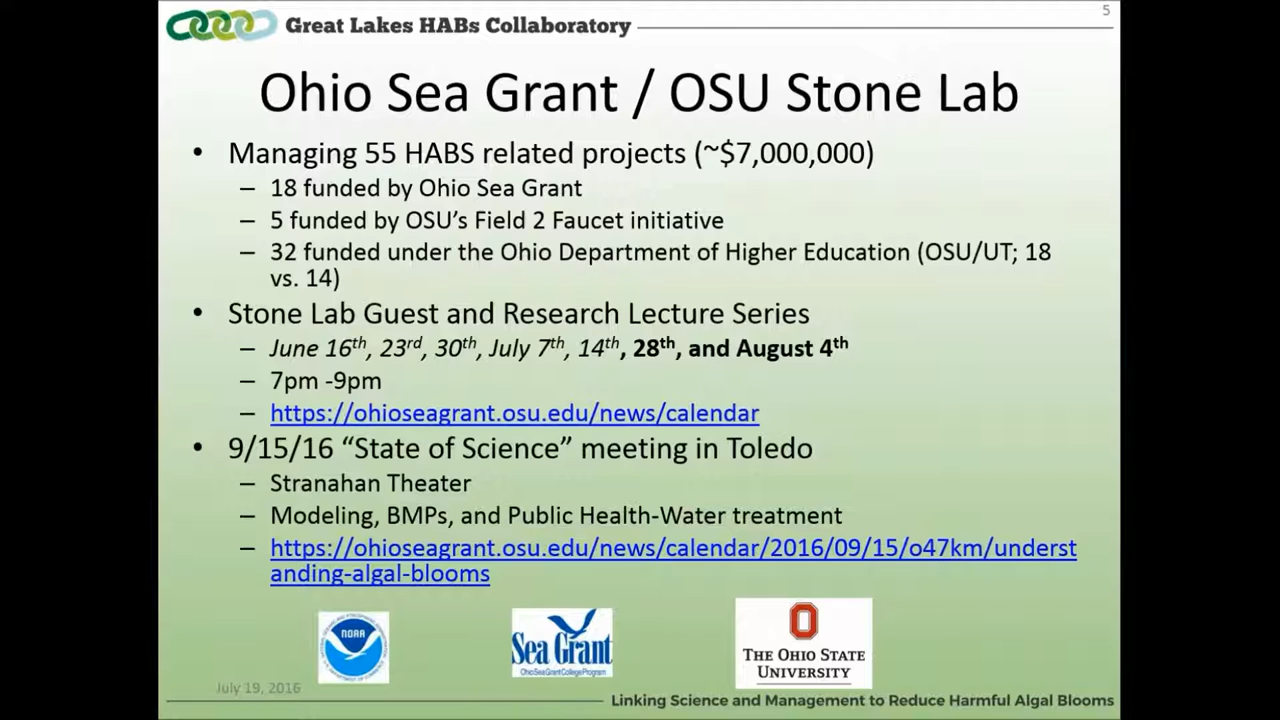 5
Great Lakes HABs Collaboratory
Ohio Sea Grant / OSU Stone Lab
• Managing 55 HABS related projects (~$7,000,000)
– 18 funded by Ohio Sea Grant
– 5 funded by OSU’s Field 2 Faucet initiative
– 32 funded under the Ohio Department of Higher Education (OSU/UT; 18
vs. 14)
• Stone Lab Guest and Research Lecture Series
– June 16th, 23rd, 30th, July 7th, 14th, 28th, and August 4th
– 7pm -9pm
– https://ohioseagrant.osu.edu/news/calendar
• 9/15/16 “State of Science” meeting in Toledo
– Stranahan Theater
– Modeling, BMPs, and Public Health-Water treatment
– https://ohioseagrant.osu.edu/news/calendar/2016/09/15/o47km/underst
anding-algal-blooms
NOAA
Sea Grant
Ohio Sea Grant College Program
O
THE OHIO STATE
UNIVERSITY
July 19, 2016
Linking Science and Management to Reduce Harmful Algal Blooms